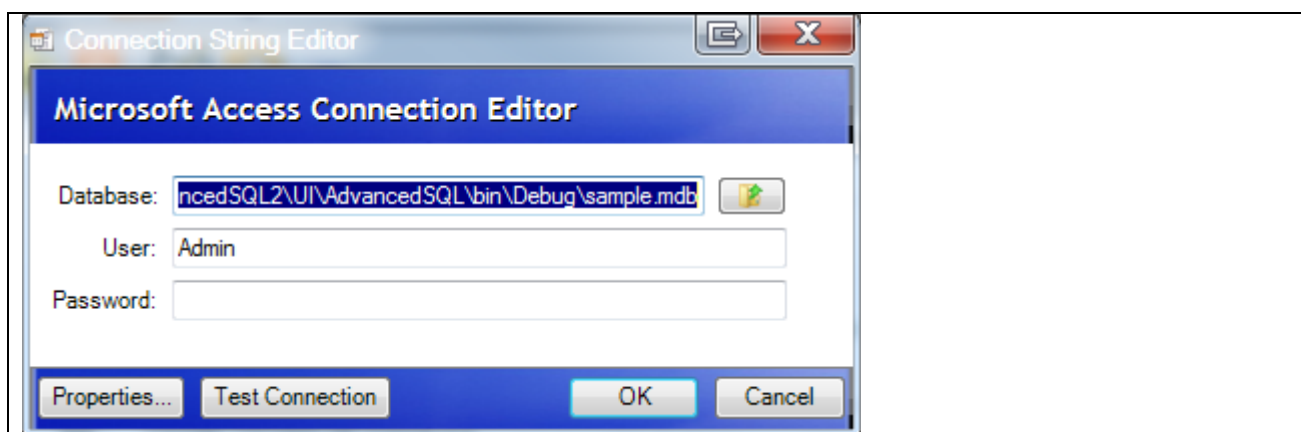 Connection String Editor
Microsoft Access Connection Editor
Database: ncedSQL2\UI\AdvancedSQL\bin\Debug\sample.mdb
User: Admin
Password:
Properties... Test Connection OK Cancel